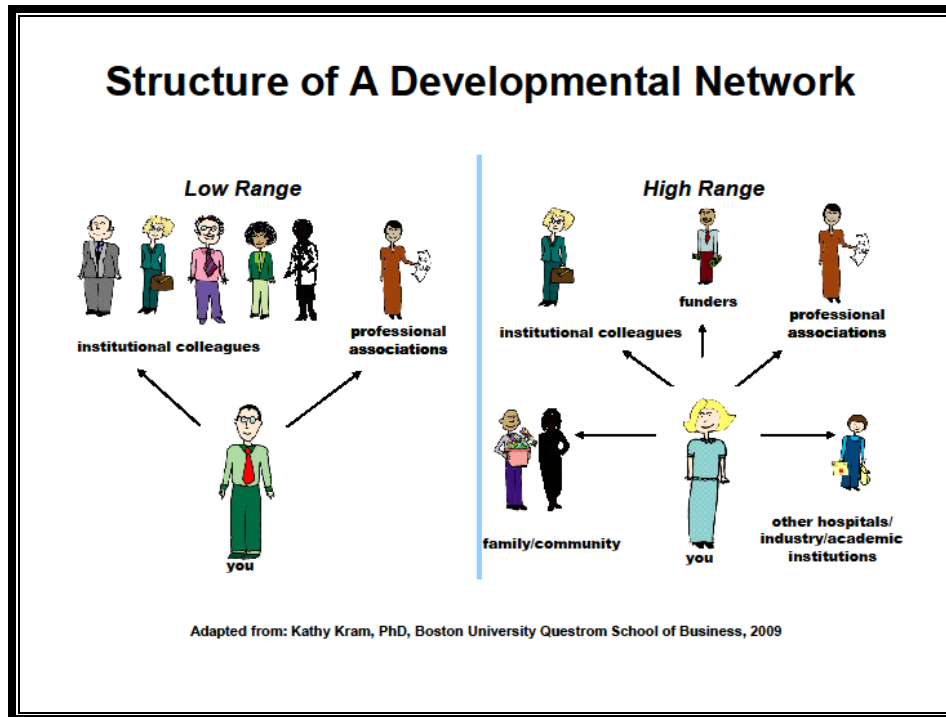 Structure of A Developmental Network
Low Range
institutional colleagues
professional
associations
you
High Range
funders
institutional colleagues
professional
associations
family/community
you
other hospitals/
industry/academic
institutions
Adapted from: Kathy Kram, PhD, Boston University Questrom School of Business, 2009